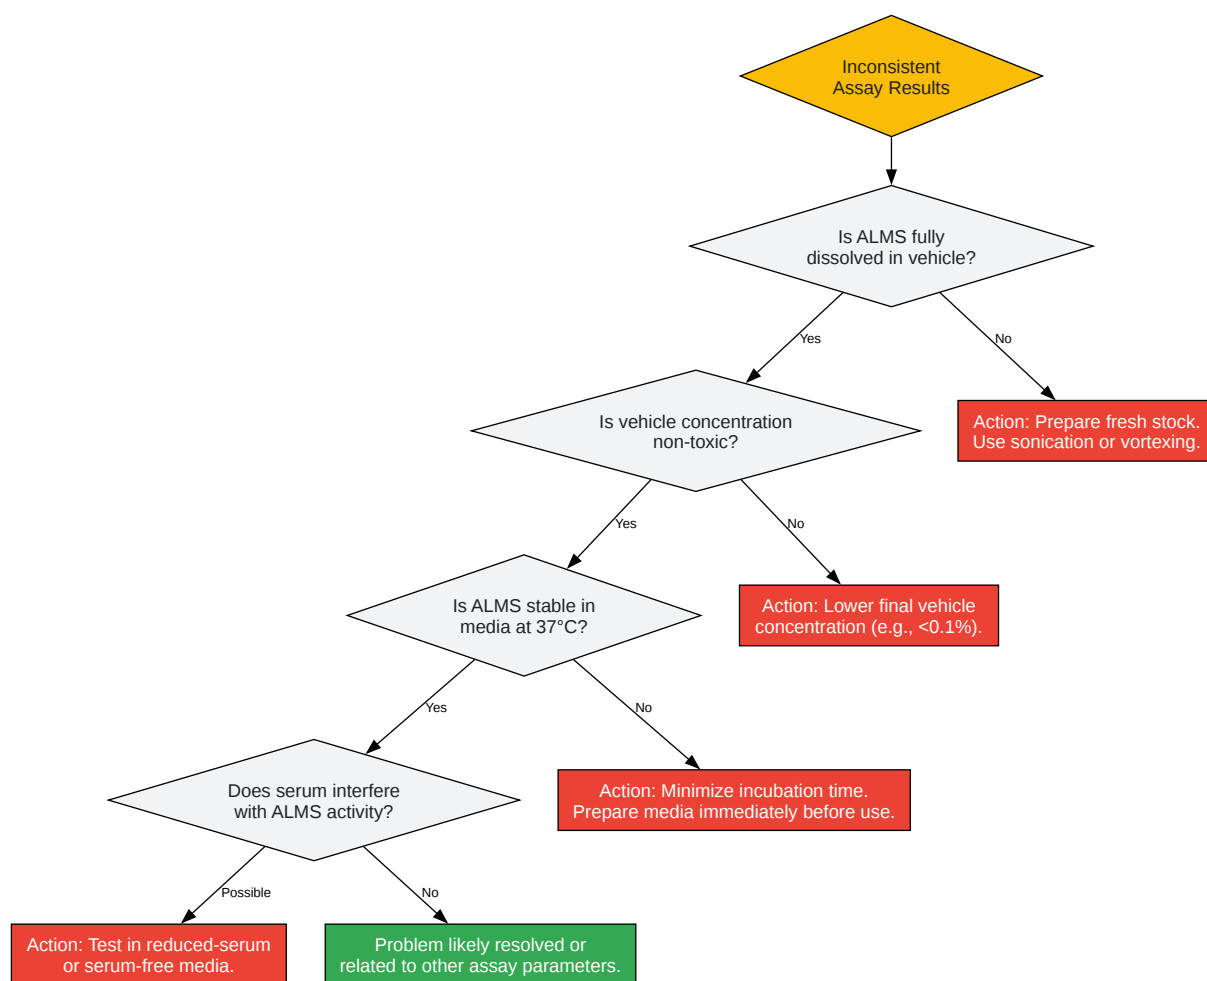 Inconsistent
Assay Results
Is ALMS fully
dissolved in vehicle?
Yes
No
Is vehicle concentration
non-toxic?
Action: Prepare fresh stock.
Use sonication or vortexing.
Yes
No
Is ALMS stable in
media at 37°C?
Action: Lower final vehicle
concentration (e.g., <0.1%).
Yes
No
Does serum interfere
with ALMS activity?
Action: Minimize incubation time.
Prepare media immediately before use.
Possible
No
Action: Test in reduced-serum
or serum-free media.
Problem likely resolved or
related to other assay parameters.